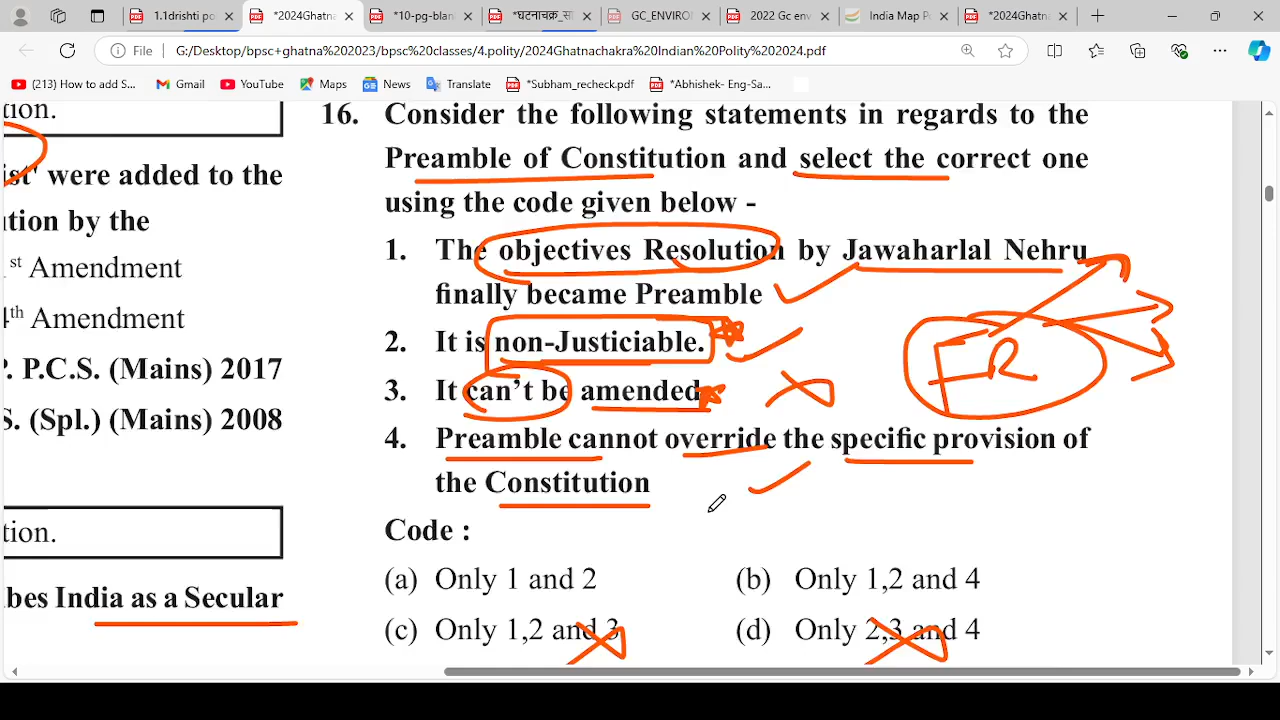 1.1drishti po
*2024Ghatna
*10-pg-blan
*घटनाचक्र_सा
GC_ENVIRO
2022 Gc env
India Map P
*2024Ghatn
File
G:/Desktop/bpsc+ghatna%202023/bpsc%20classes/4.polity/2024Ghatnachakra%20Indian%20Polity%202024.pdf
(213) How to add S...
Gmail
YouTube
Maps
News
Translate
*Subham_recheck.pdf
*Abhishek- Eng-Sa...
ion.
ist' were added to the
ution by the
1st Amendment
4th Amendment
P. P.C.S. (Mains) 2017
S. (Spl.) (Mains) 2008
tion.
ibes India as a Secular
16. Consider the following statements in regards to the
Preamble of Constitution and select the correct one
using the code given below -
1. The objectives Resolution by Jawaharlal Nehru
finally became Preamble
2. It is non-Justiciable.
3. It can't be amended
4. Preamble cannot override the specific provision of
the Constitution
FR
Code :
(a) Only 1 and 2 (b) Only 1,2 and 4
(c) Only 1,2 and 3 (d) Only 2,3 and 4